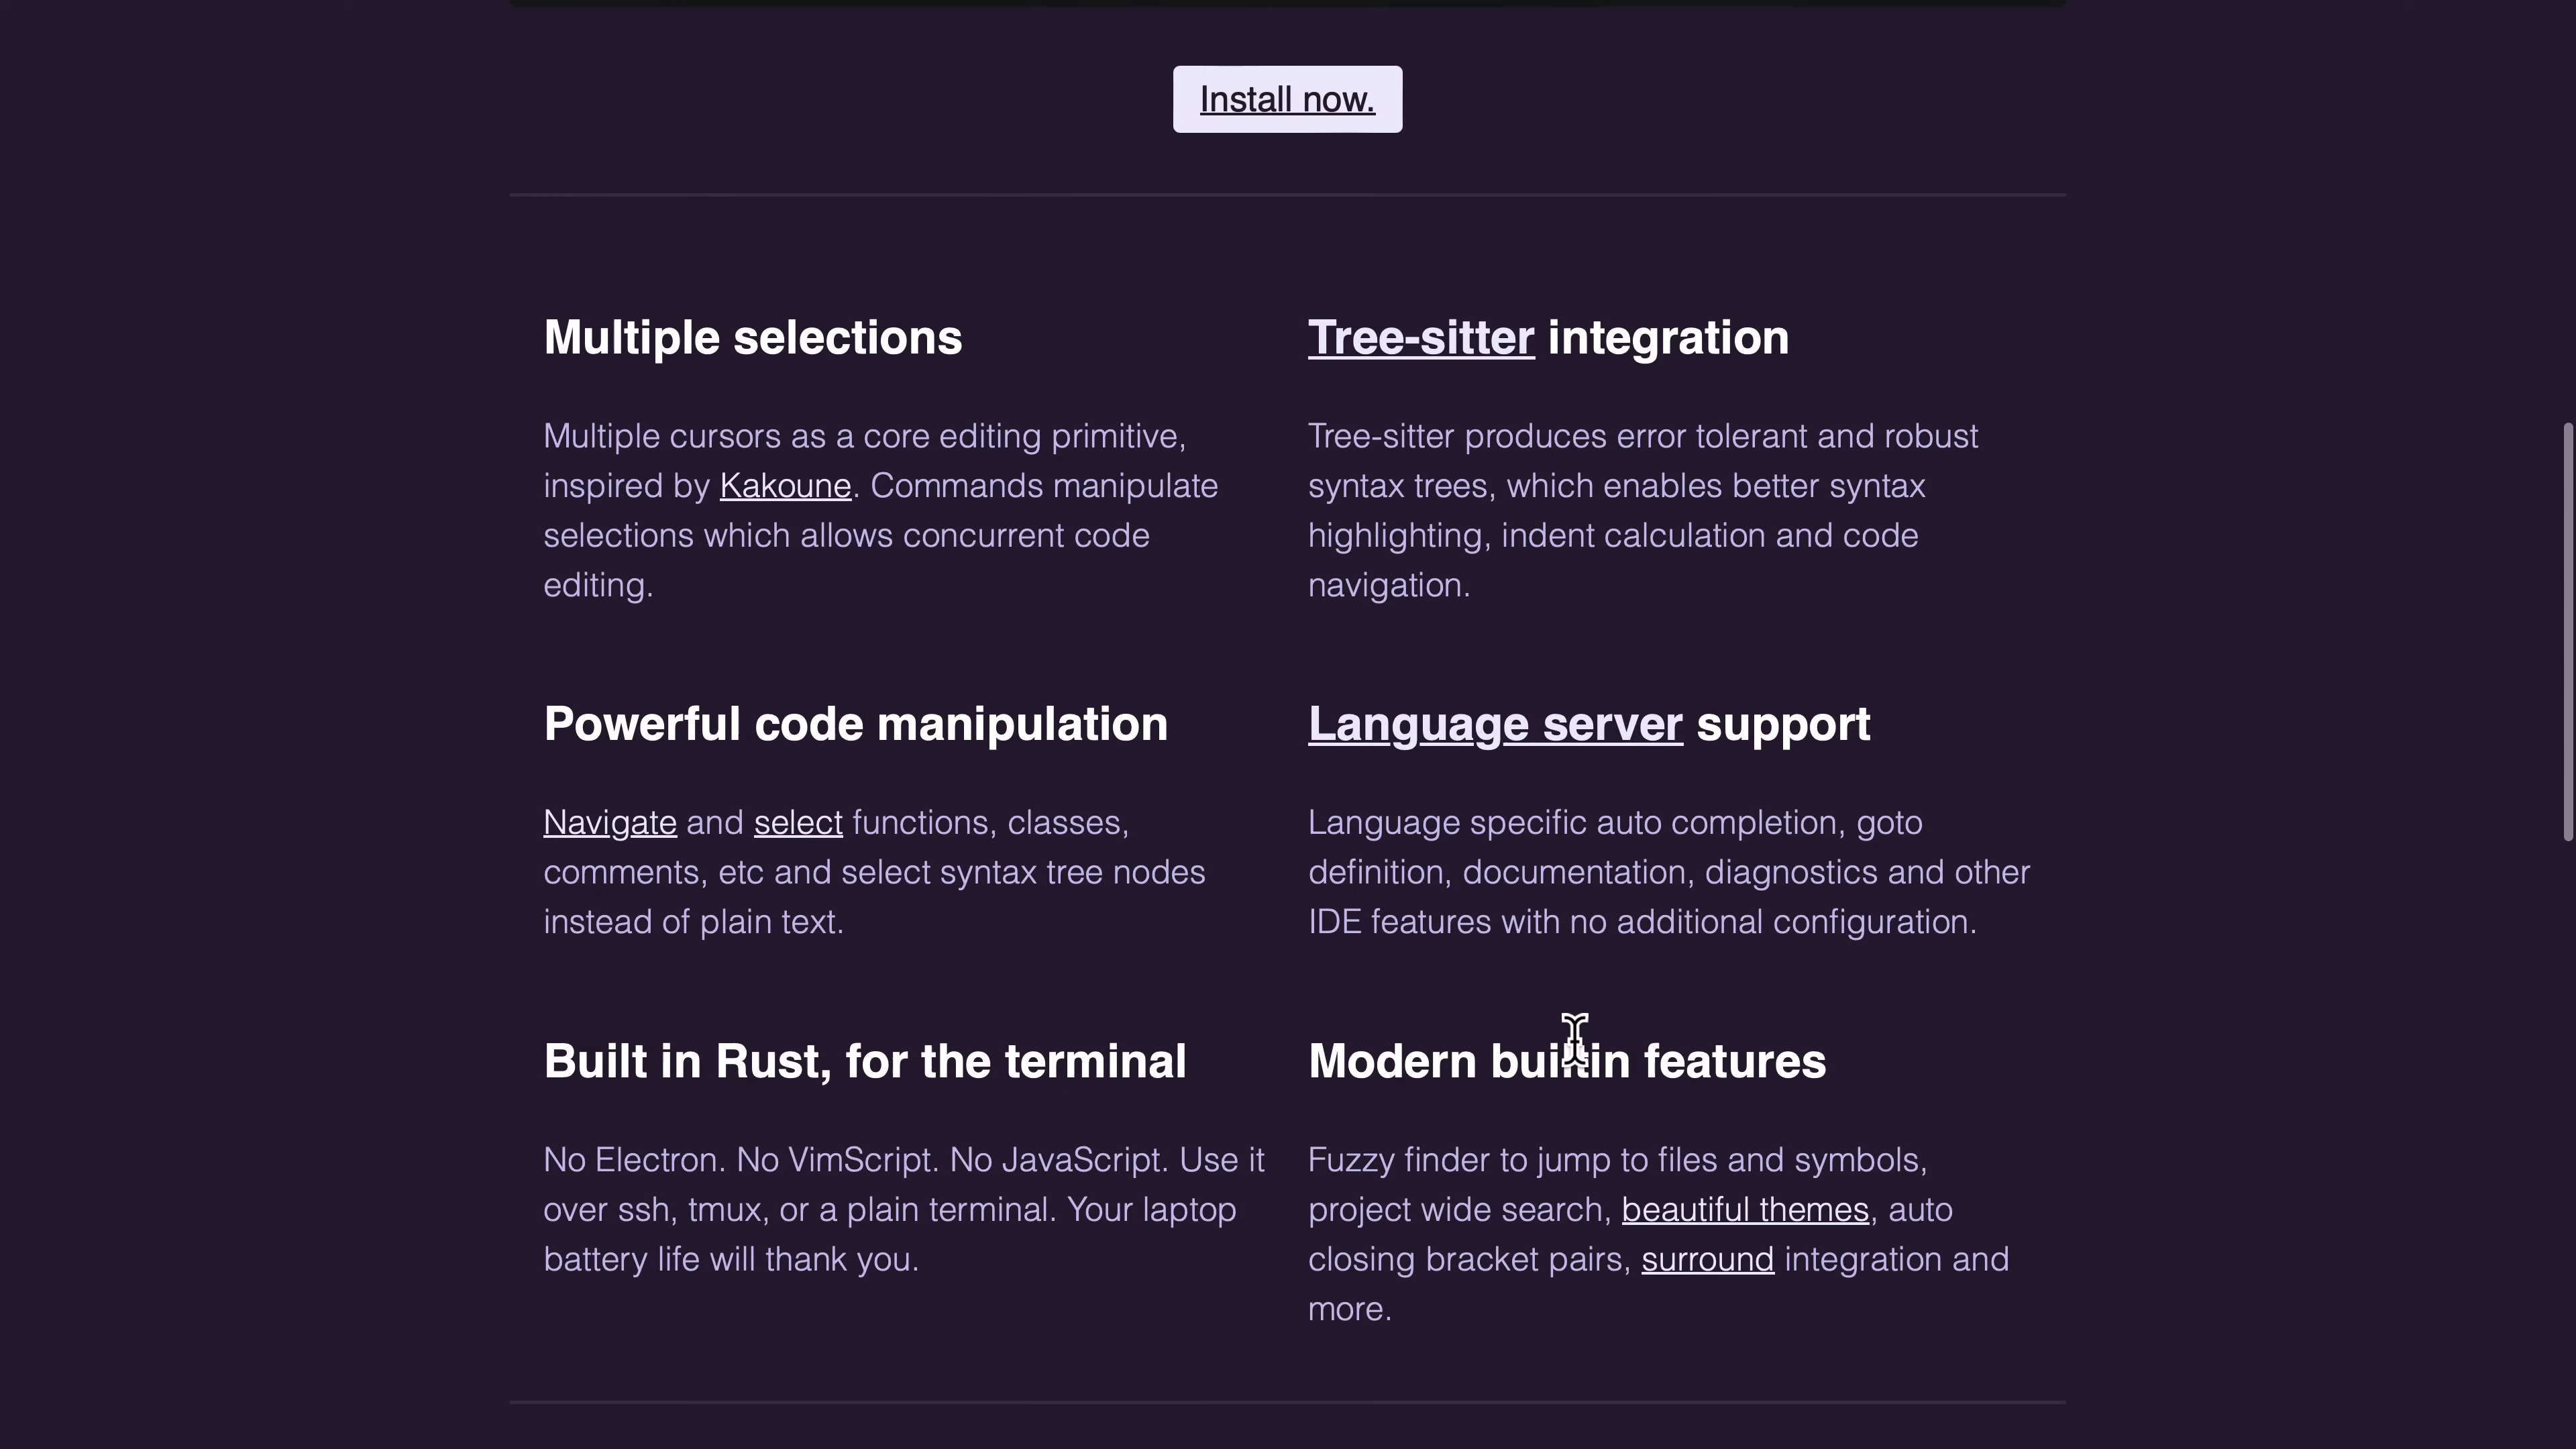 Install now.
Multiple selections
Multiple cursors as a core editing primitive,
inspired by Kakoune. Commands manipulate
selections which allows concurrent code
editing.
Tree-sitter integration
Tree-sitter produces error tolerant and robust
syntax trees, which enables better syntax
highlighting, indent calculation and code
navigation.
Powerful code manipulation
Navigate and select functions, classes,
comments, etc and select syntax tree nodes
instead of plain text.
Language server support
Language specific auto completion, goto
definition, documentation, diagnostics and other
IDE features with no additional configuration.
Built in Rust, for the terminal
No Electron. No VimScript. No JavaScript. Use it
over ssh, tmux, or a plain terminal. Your laptop
battery life will thank you.
Modern builtin features
Fuzzy finder to jump to files and symbols,
project wide search, beautiful themes, auto
closing bracket pairs, surround integration and
more.